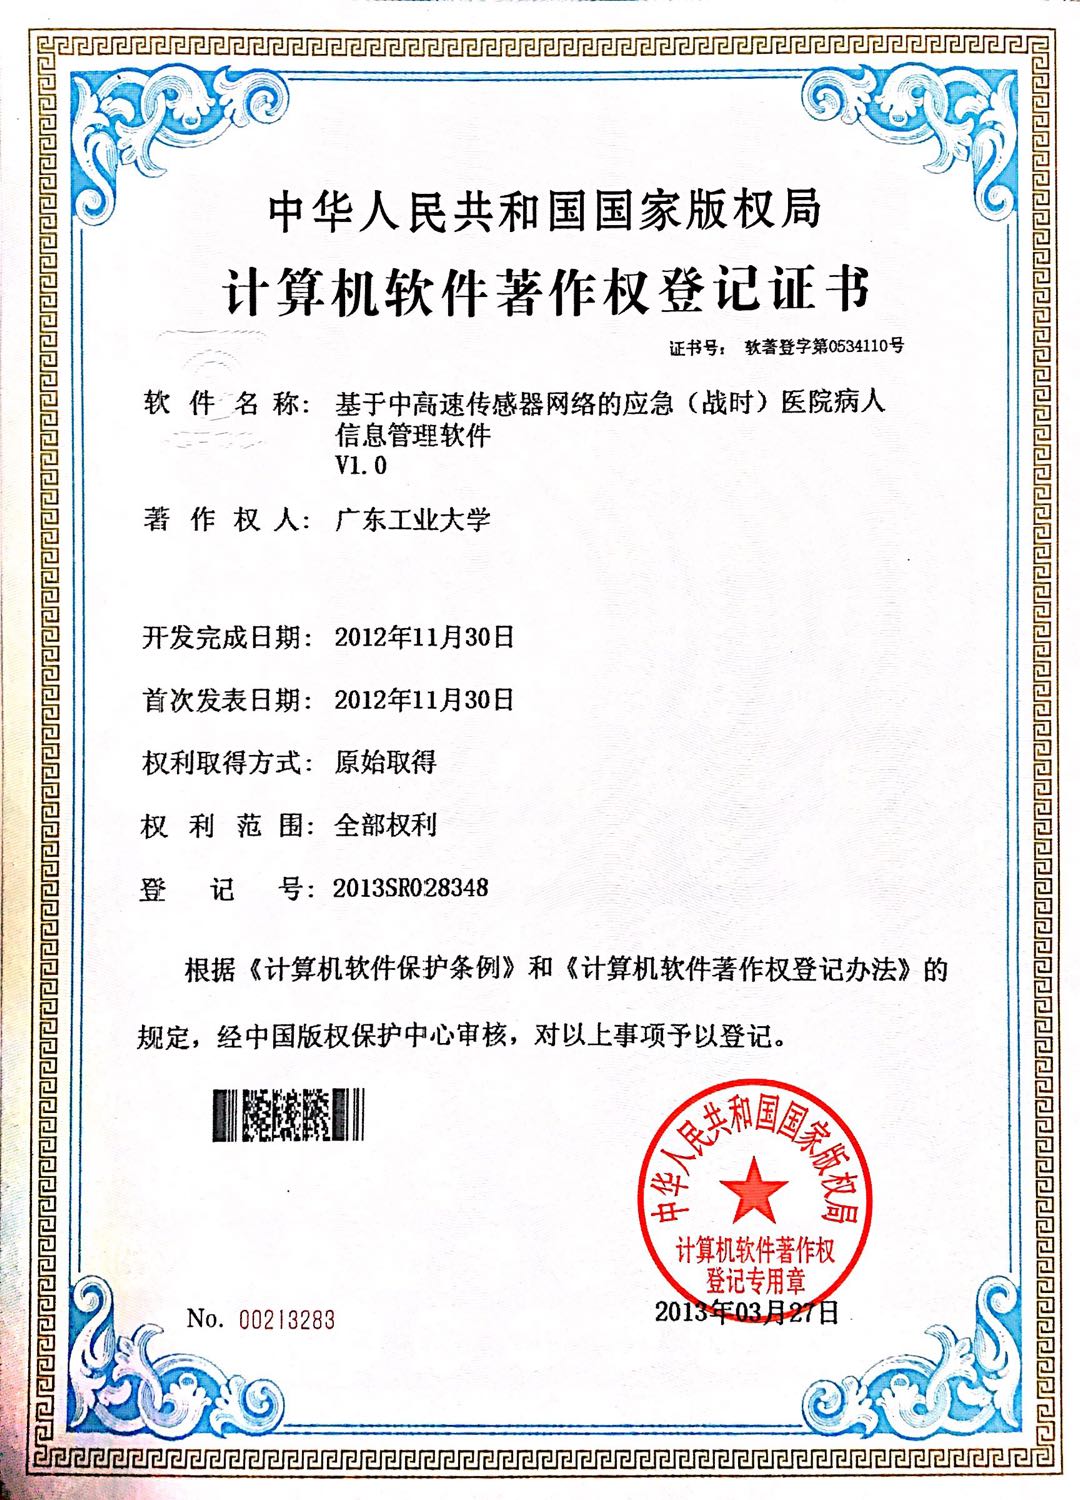 中华人民共和国国家版权局
计算机软件著作权登记证书
证书号： 软著登字第0534110号
软件名称： 基于中高速传感器网络的应急（战时）医院病人
信息管理软件
V1.0
著作权人： 广东工业大学
开发完成日期： 2012年11月30日
首次发表日期： 2012年11月30日
权利取得方式： 原始取得
权利范围： 全部权利
登记号： 2013SR028348
根据《计算机软件保护条例》和《计算机软件著作权登记办法》的
规定，经中国版权保护中心审核，对以上事项予以登记。
中华人民共和国国家版权局
计算机软件著作权
登记专用章
No. 00213283
2013年03月27日